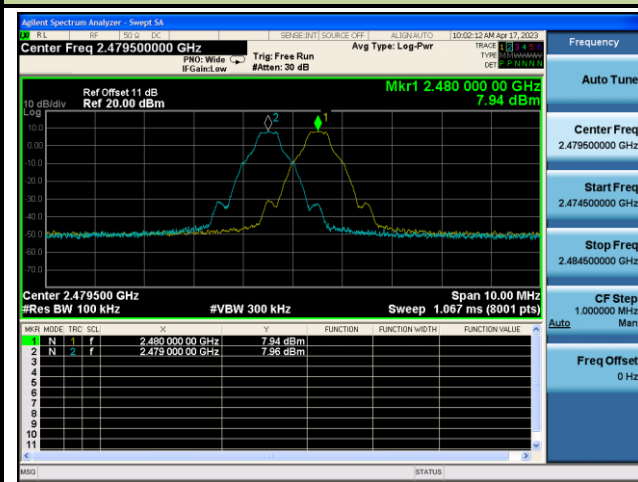 Agilent Spectrum Analyzer - Swept SA
RL RF 50 Ω DC SENSE:INT SOURCE OFF ALIGN AUTO 10:02:12 AM Apr 17, 2023
Center Freq 2.479500000 GHz
PNO: Wide
IFGain:Low
Trig: Free Run
#Atten: 30 dB
Avg Type: Log-Pwr
TRACE 1 2 3 4 5 6
TYPE MMWWWW
DET P P N N N N
Ref Offset 11 dB
Ref 20.00 dBm
10 dB/div
Log
Mkr1 2.480 000 00 GHz
7.94 dBm
2 1
10.0
0.00
-10.0
-20.0
-30.0
-40.0
-50.0
-60.0
-70.0
Center 2.479500 GHz
#Res BW 100 kHz
#VBW 300 kHz
Span 10.00 MHz
Sweep 1.067 ms (8001 pts)
MKR MODE TRC SCL X Y FUNCTION FUNCTION WIDTH FUNCTION VALUE
1 N 1 f 2.480 000 00 GHz 7.94 dBm
2 N 2 f 2.479 000 00 GHz 7.96 dBm
3
4
5
6
7
8
9
10
11
MSG STATUS
Frequency
Auto Tune
Center Freq
2.479500000 GHz
Start Freq
2.474500000 GHz
Stop Freq
2.484500000 GHz
CF Step
1.000000 MHz
Auto Man
Freq Offset
0 Hz